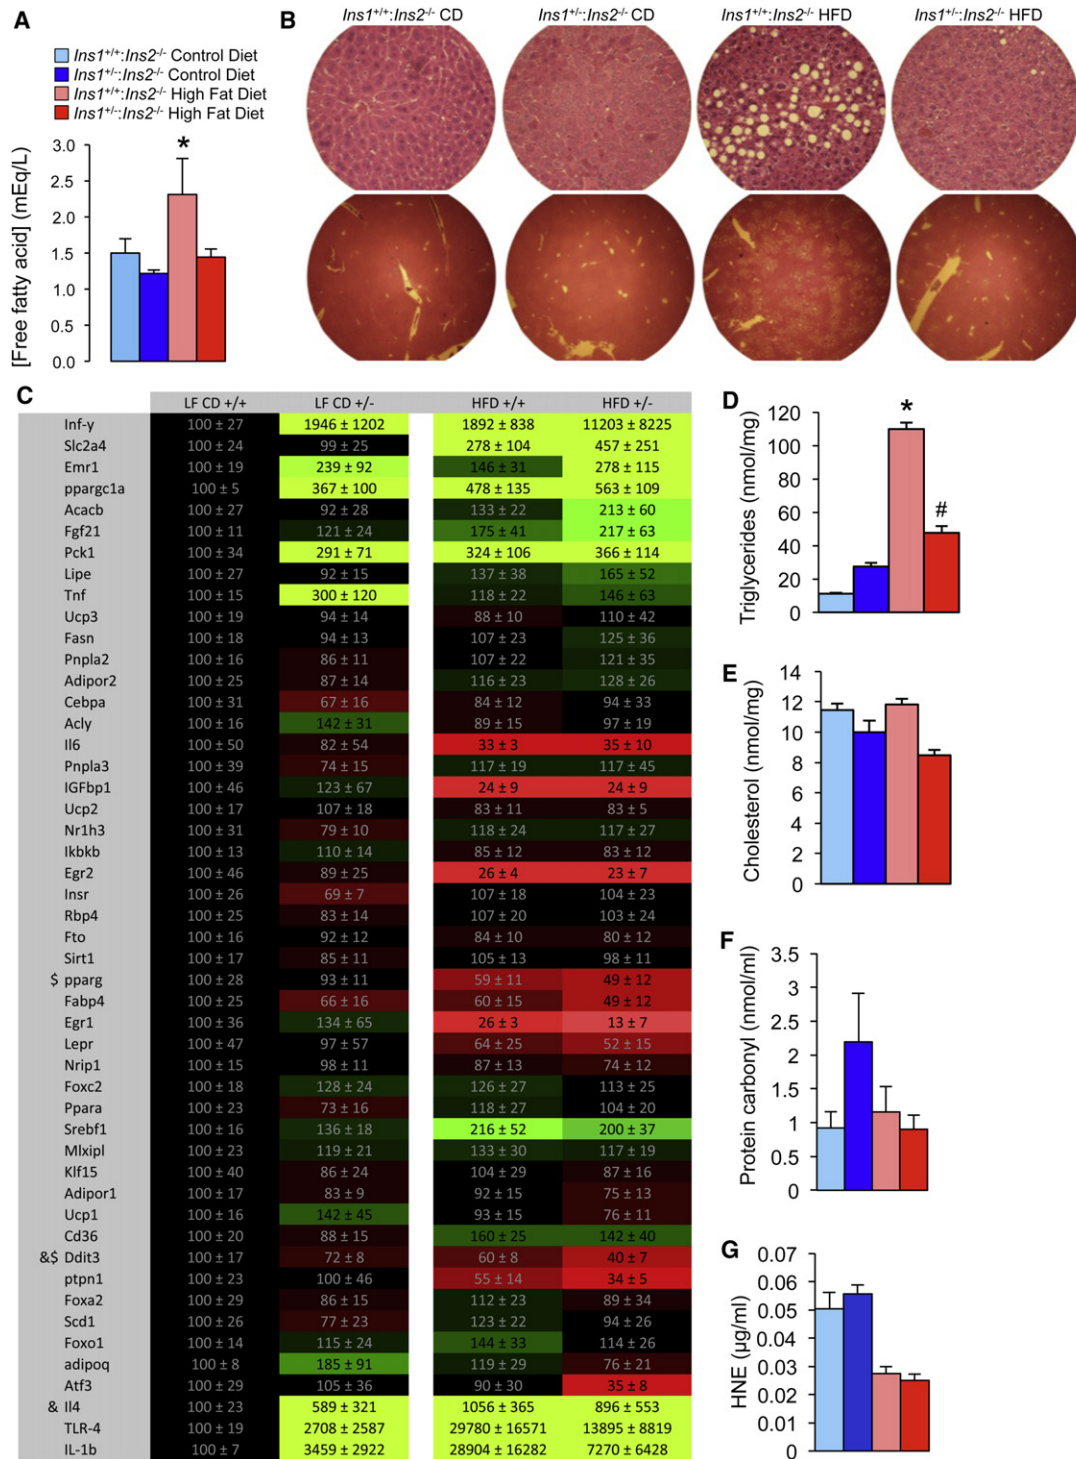 A
Ins1+/+:Ins2-/- Control Diet
Ins1+/-:Ins2-/- Control Diet
Ins1+/+:Ins2-/- High Fat Diet
Ins1+/-:Ins2-/- High Fat Diet
[Free fatty acid] (mEq/L)
3.0
2.5
2.0
1.5
1.0
0.5
0.0
*
B
Ins1+/+:Ins2-/- CD Ins1+/-:Ins2-/- CD Ins1+/+:Ins2-/- HFD Ins1+/-:Ins2-/- HFD
C
LF CD +/+ LF CD +/- HFD +/+ HFD +/-
Inf-y 100 ± 27 1946 ± 1202 1892 ± 838 11203 ± 8225
Slc2a4 100 ± 24 99 ± 25 278 ± 104 457 ± 251
Emr1 100 ± 19 239 ± 92 146 ± 31 278 ± 115
ppargc1a 100 ± 5 367 ± 100 478 ± 135 563 ± 109
Acacb 100 ± 27 92 ± 28 133 ± 22 213 ± 60
Fgf21 100 ± 11 121 ± 24 175 ± 41 217 ± 63
Pck1 100 ± 34 291 ± 71 324 ± 106 366 ± 114
Lipe 100 ± 27 92 ± 15 137 ± 38 165 ± 52
Tnf 100 ± 15 300 ± 120 118 ± 22 146 ± 63
Ucp3 100 ± 19 94 ± 14 88 ± 10 110 ± 42
Fasn 100 ± 18 94 ± 13 107 ± 23 125 ± 36
Pnpla2 100 ± 16 86 ± 11 107 ± 22 121 ± 35
Adipor2 100 ± 25 87 ± 14 116 ± 23 128 ± 26
Cebpa 100 ± 31 67 ± 16 84 ± 12 94 ± 33
Acly 100 ± 16 142 ± 31 89 ± 15 97 ± 19
Il6 100 ± 50 82 ± 54 33 ± 3 35 ± 10
Pnpla3 100 ± 39 74 ± 15 117 ± 19 117 ± 45
IGFbp1 100 ± 46 123 ± 67 24 ± 9 24 ± 9
Ucp2 100 ± 17 107 ± 18 83 ± 11 83 ± 5
Nr1h3 100 ± 31 79 ± 10 118 ± 24 117 ± 27
Ikbkb 100 ± 13 110 ± 14 85 ± 12 83 ± 12
Egr2 100 ± 46 89 ± 25 26 ± 4 23 ± 7
Insr 100 ± 26 69 ± 7 107 ± 18 104 ± 23
Rbp4 100 ± 25 83 ± 14 107 ± 20 103 ± 24
Fto 100 ± 16 92 ± 12 84 ± 10 80 ± 12
Sirt1 100 ± 17 85 ± 11 105 ± 13 98 ± 11
$ pparg 100 ± 28 93 ± 11 59 ± 11 49 ± 12
Fabp4 100 ± 25 66 ± 16 60 ± 15 49 ± 12
Egr1 100 ± 36 134 ± 65 26 ± 3 13 ± 7
Lepr 100 ± 47 97 ± 57 64 ± 25 52 ± 15
Nrip1 100 ± 15 98 ± 11 87 ± 13 74 ± 12
Foxc2 100 ± 18 128 ± 24 126 ± 27 113 ± 25
Ppara 100 ± 23 73 ± 16 118 ± 27 104 ± 20
Srebf1 100 ± 16 136 ± 18 216 ± 52 200 ± 37
Mlxipl 100 ± 23 119 ± 21 133 ± 30 117 ± 19
Klf15 100 ± 40 86 ± 24 104 ± 29 87 ± 16
Adipor1 100 ± 17 83 ± 9 92 ± 15 75 ± 13
Ucp1 100 ± 16 142 ± 45 93 ± 15 76 ± 11
Cd36 100 ± 20 88 ± 15 160 ± 25 142 ± 40
&$ Ddit3 100 ± 17 72 ± 8 60 ± 8 40 ± 7
ptpn1 100 ± 23 100 ± 46 55 ± 14 34 ± 5
Foxa2 100 ± 29 86 ± 15 112 ± 23 89 ± 34
Scd1 100 ± 26 77 ± 23 123 ± 22 94 ± 26
Foxo1 100 ± 14 115 ± 24 144 ± 33 114 ± 26
adipoq 100 ± 8 185 ± 91 119 ± 29 76 ± 21
Atf3 100 ± 29 105 ± 36 90 ± 30 35 ± 8
& Il4 100 ± 23 589 ± 321 1056 ± 365 896 ± 553
TLR-4 100 ± 19 2708 ± 2587 29780 ± 16571 13895 ± 8819
IL-1b 100 ± 7 3459 ± 2922 28904 ± 16282 7270 ± 6428
D
Triglycerides (nmol/mg)
120
100
80
60
40
20
0
*
#
E
Cholesterol (nmol/mg)
14
12
10
8
6
4
2
0
F
Protein carbonyl (nmol/ml)
3.5
3
2.5
2
1.5
1
0.5
0
G
HNE (µg/ml)
0.07
0.06
0.05
0.04
0.03
0.02
0.01
0